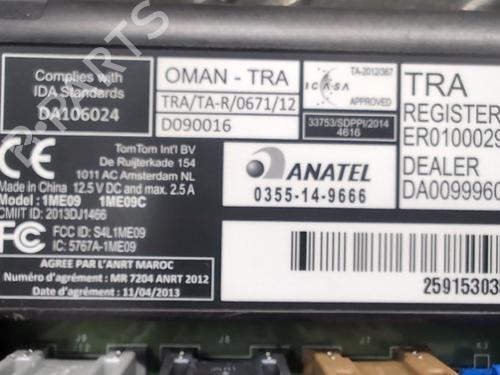 Complies with
IDA Standards
DA106024
OMAN - TRA
TRA/TA-R/0671/12
D090016
TA-2012/367
ICASA
APPROVED
33753/SDPPI/2014
4616
TRA
REGISTER
ER0100029
DEALER
DA0099960
TomTom Int'l BV
De Ruijterkade 154
1011 AC Amsterdam NL
Made in China 12.5 V DC and max. 2.5 A
Model: 1ME09 1ME09C
CMIIT ID: 2013DJ1466
FCC ID: S4L1ME09
IC: 5767A-1ME09
ANATEL
0355-14-9666
AGREE PAR L'ANRT MAROC
Numéro d'agrément: MR 7204 ANRT 2012
Date d'agrément: 11/04/2013
25915303
B-PARTS